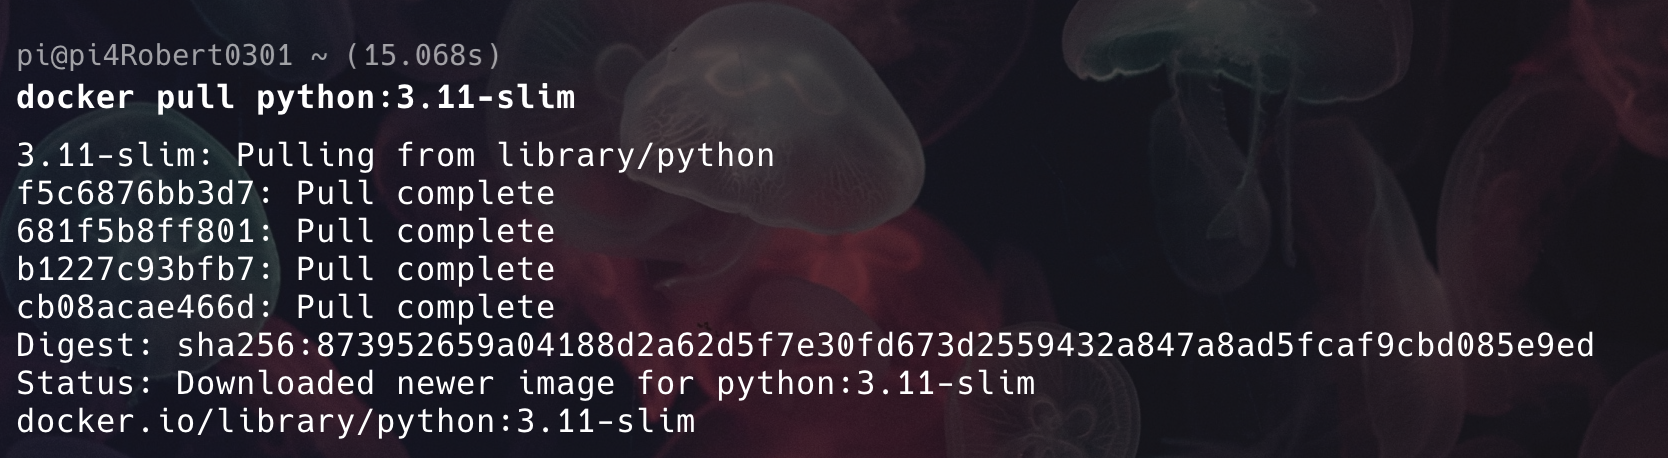 pi@pi4Robert0301 ~ (15.068s)
docker pull python:3.11-slim
3.11-slim: Pulling from library/python
f5c6876bb3d7: Pull complete
681f5b8ff801: Pull complete
b1227c93bfb7: Pull complete
cb08acae466d: Pull complete
Digest: sha256:873952659a04188d2a62d5f7e30fd673d2559432a847a8ad5fcaf9cbd085e9ed
Status: Downloaded newer image for python:3.11-slim
docker.io/library/python:3.11-slim